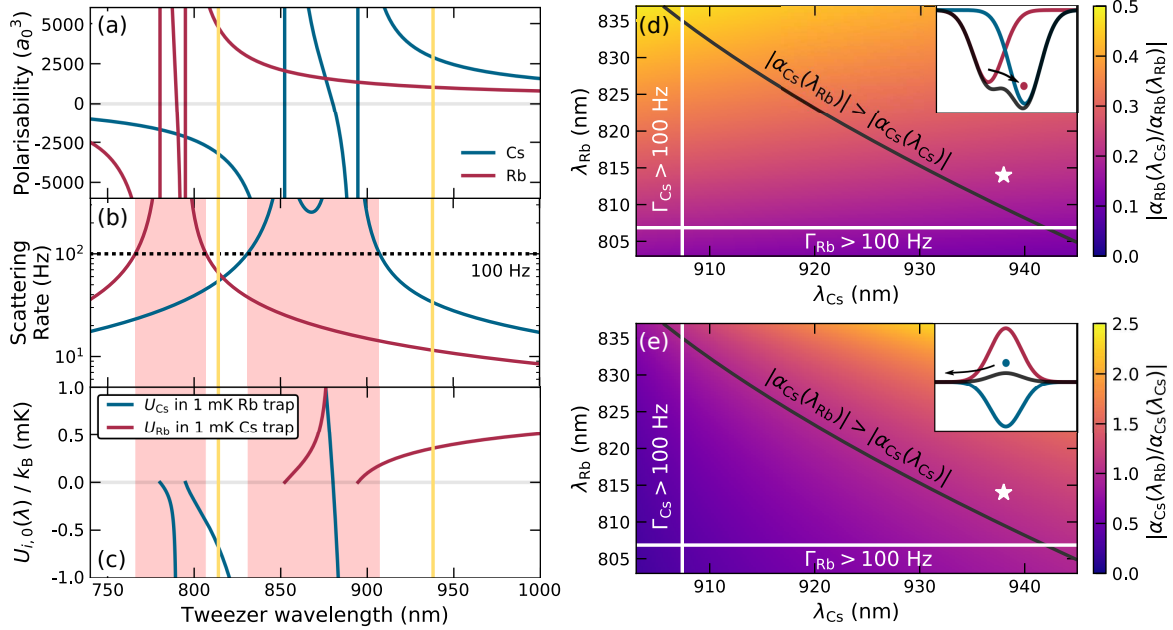 (a)
Polarisability (a₀³)
5000
2500
0
-2500
-5000
Cs
Rb
(b)
Scattering
Rate (Hz)
10²
10¹
100 Hz
(c)
U_{i,0}(λ) / k_B (mK)
1.0
0.5
0.0
-0.5
-1.0
U_Cs in 1 mK Rb trap
U_Rb in 1 mK Cs trap
750 800 850 900 950 1000
Tweezer wavelength (nm)
(d)
λ_Rb (nm)
835
830
825
820
815
810
805
Γ_Cs > 100 Hz
|α_Cs(λ_Rb)| > |α_Cs(λ_Cs)|
Γ_Rb > 100 Hz
910 920 930 940
λ_Cs (nm)
0.5
0.4
0.3
0.2
0.1
0.0
|α_Rb(λ_Cs)/α_Rb(λ_Rb)|
(e)
λ_Rb (nm)
835
830
825
820
815
810
805
Γ_Cs > 100 Hz
|α_Cs(λ_Rb)| > |α_Cs(λ_Cs)|
Γ_Rb > 100 Hz
910 920 930 940
λ_Cs (nm)
2.5
2.0
1.5
1.0
0.5
0.0
|α_Cs(λ_Rb)/α_Cs(λ_Cs)|